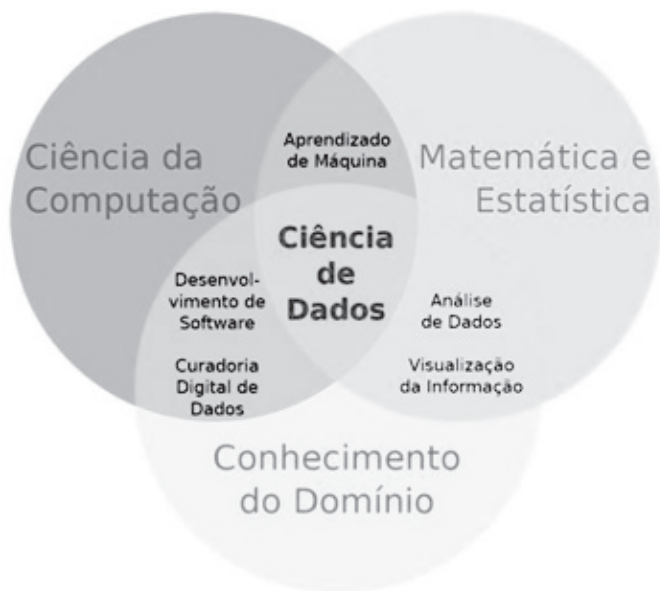 Ciência da
Computação
Aprendizado
de Máquina
Matemática e
Estatística
Ciência
de
Dados
Desenvol-
vimento de
Software
Curadoria
Digital de
Dados
Análise
de Dados
Visualização
da Informação
Conhecimento
do Domínio